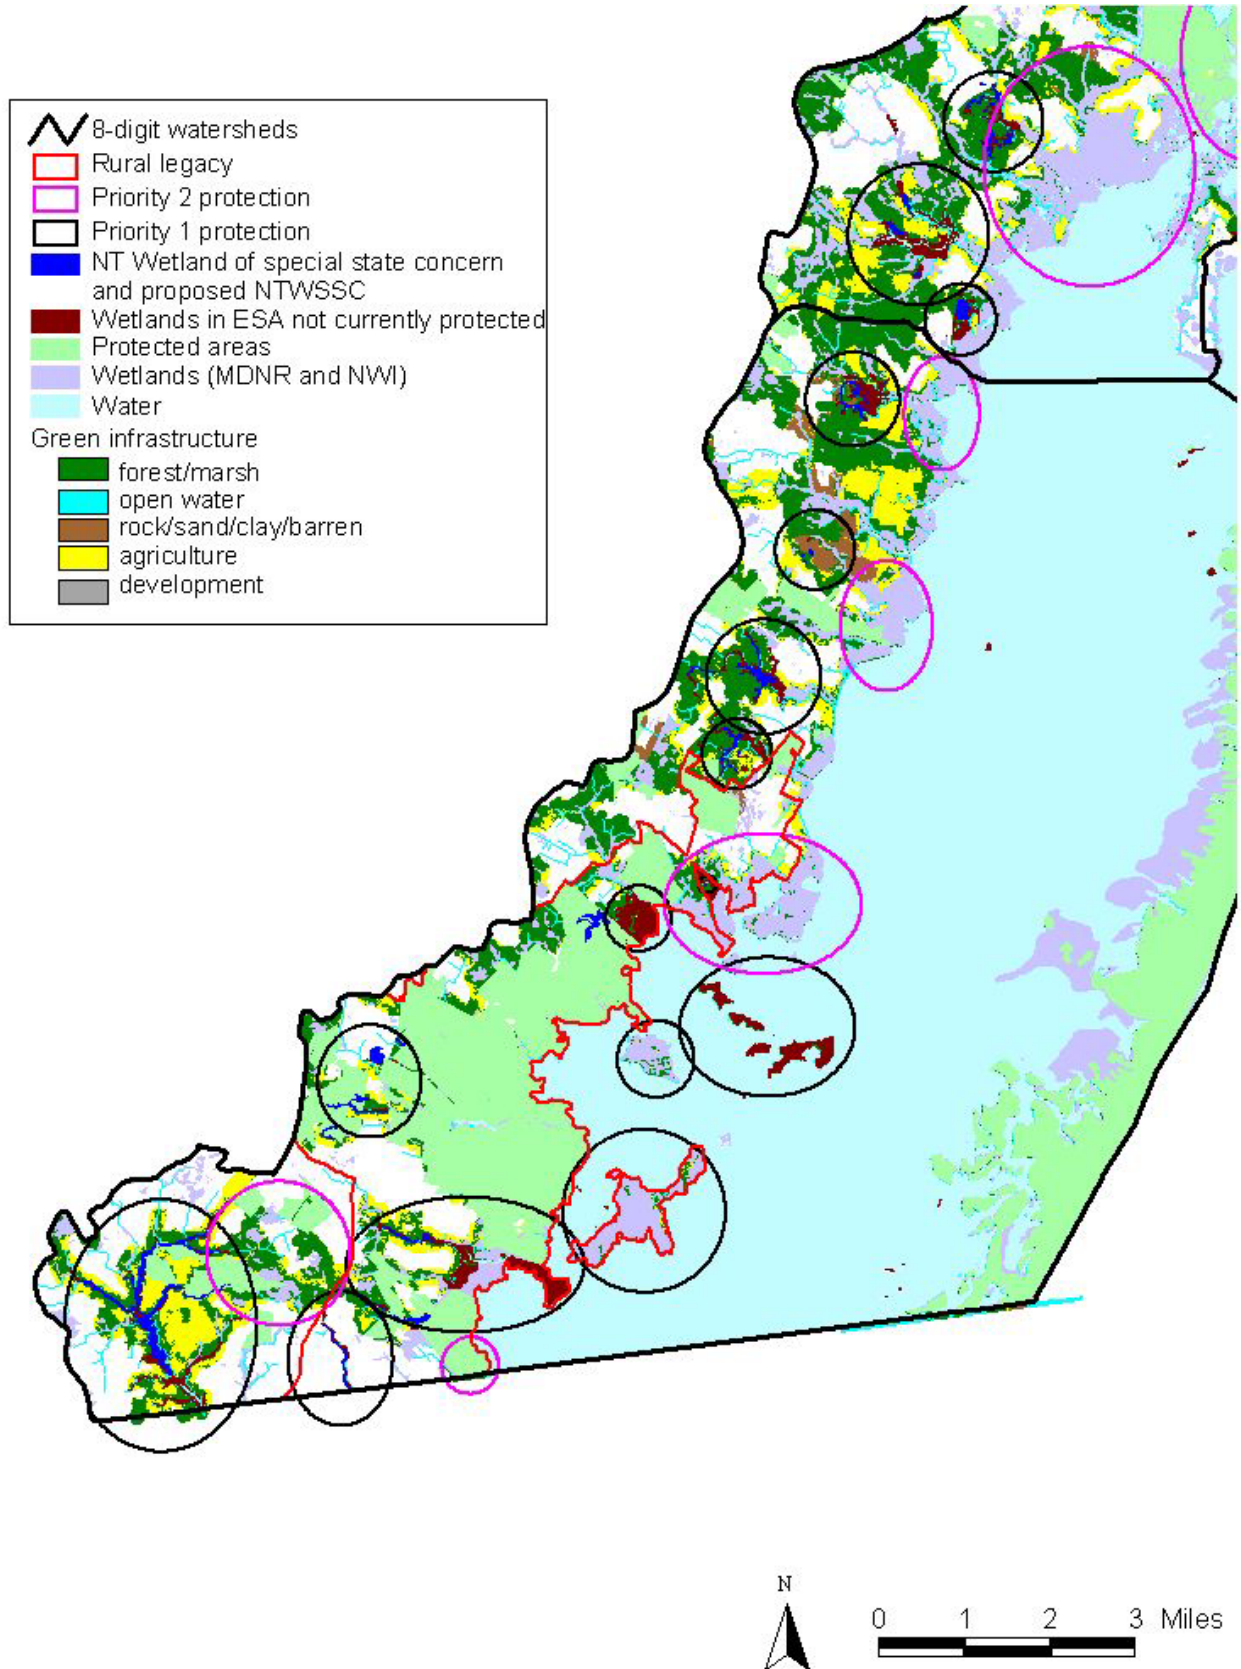 8-digit watersheds
Rural legacy
Priority 2 protection
Priority 1 protection
NT Wetland of special state concern
and proposed NTWSSC
Wetlands in ESA not currently protected
Protected areas
Wetlands (MDNR and NWI)
Water
Green infrastructure
forest/marsh
open water
rock/sand/clay/barren
agriculture
development
N
0 1 2 3 Miles